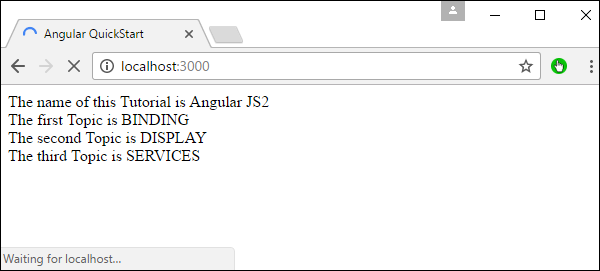 Angular QuickStart
localhost:3000
The name of this Tutorial is Angular JS2
The first Topic is BINDING
The second Topic is DISPLAY
The third Topic is SERVICES
Waiting for localhost...